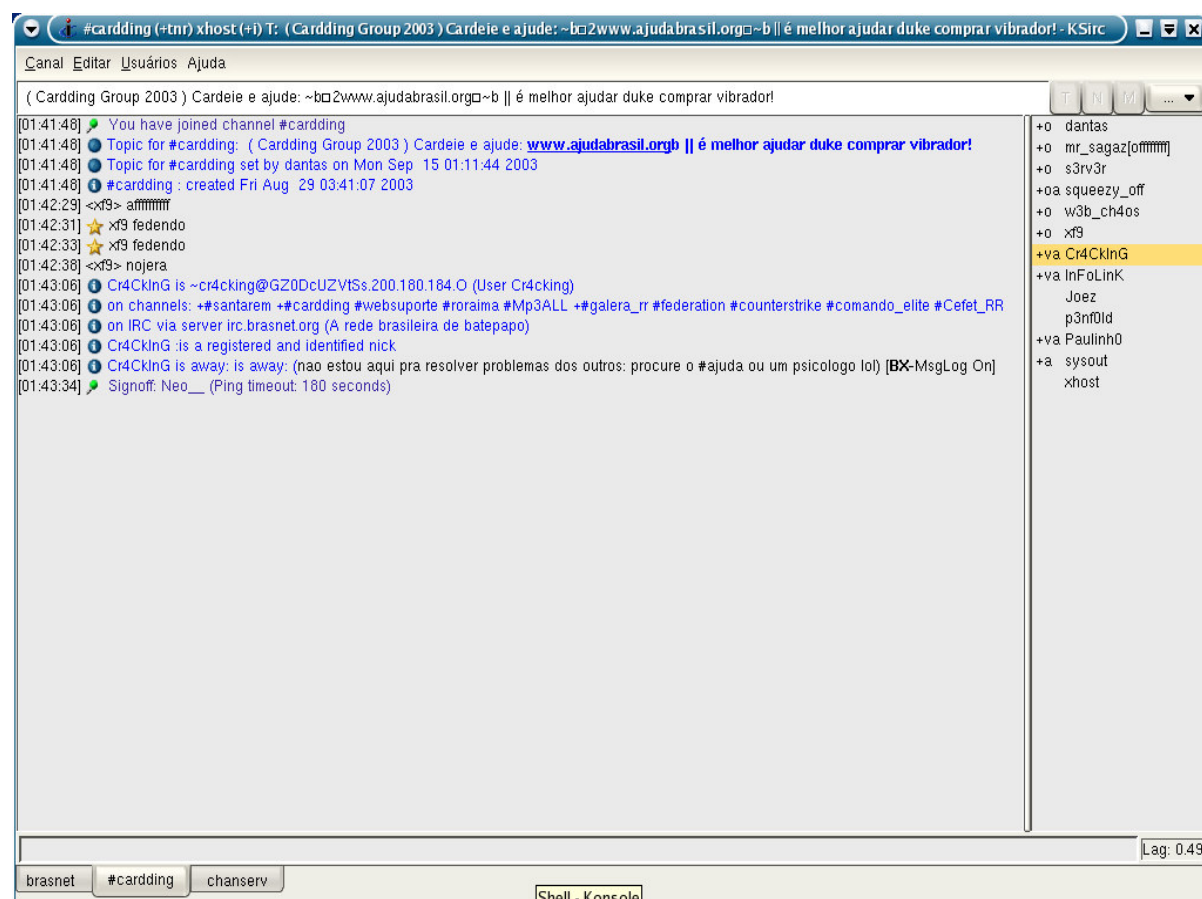 #cardding (+tnr) xhost (+i) T: ( Cardding Group 2003 ) Cardeie e ajude: ~b□2www.ajudabrasil.org□~b || é melhor ajudar duke comprar vibrador! - KSirc
Canal Editar Usuários Ajuda
( Cardding Group 2003 ) Cardeie e ajude: ~b□2www.ajudabrasil.org□~b || é melhor ajudar duke comprar vibrador!
T N M ...
[01:41:48] You have joined channel #cardding
[01:41:48] Topic for #cardding: ( Cardding Group 2003 ) Cardeie e ajude: www.ajudabrasil.orgb || é melhor ajudar duke comprar vibrador!
[01:41:48] Topic for #cardding set by dantas on Mon Sep 15 01:11:44 2003
[01:41:48] #cardding : created Fri Aug 29 03:41:07 2003
[01:42:29] <xf9> afffffffff
[01:42:31] xf9 fedendo
[01:42:33] xf9 fedendo
[01:42:38] <xf9> nojera
[01:43:06] Cr4CkInG is ~cr4cking@GZ0DcUZVtSs.200.180.184.O (User Cr4cking)
[01:43:06] on channels: +#santarem +#cardding #websuporte #roraima #Mp3ALL +#galera_rr #federation #counterstrike #comando_elite #Cefet_RR
[01:43:06] on IRC via server irc.brasnet.org (A rede brasileira de batepapo)
[01:43:06] Cr4CkInG :is a registered and identified nick
[01:43:06] Cr4CkInG is away: is away: (nao estou aqui pra resolver problemas dos outros: procure o #ajuda ou um psicologo lol) [BX-MsgLog On]
[01:43:34] Signoff: Neo__ (Ping timeout: 180 seconds)
+o dantas
+o mr_sagaz[offffffff]
+o s3rv3r
+oa squeezy_off
+o w3b_ch4os
+o xf9
+va Cr4CkInG
+va InFoLinK
Joez
p3nf0ld
+va Paulinh0
+a sysout
xhost
Lag: 0.49
brasnet #cardding chanserv
Shell - Konsole